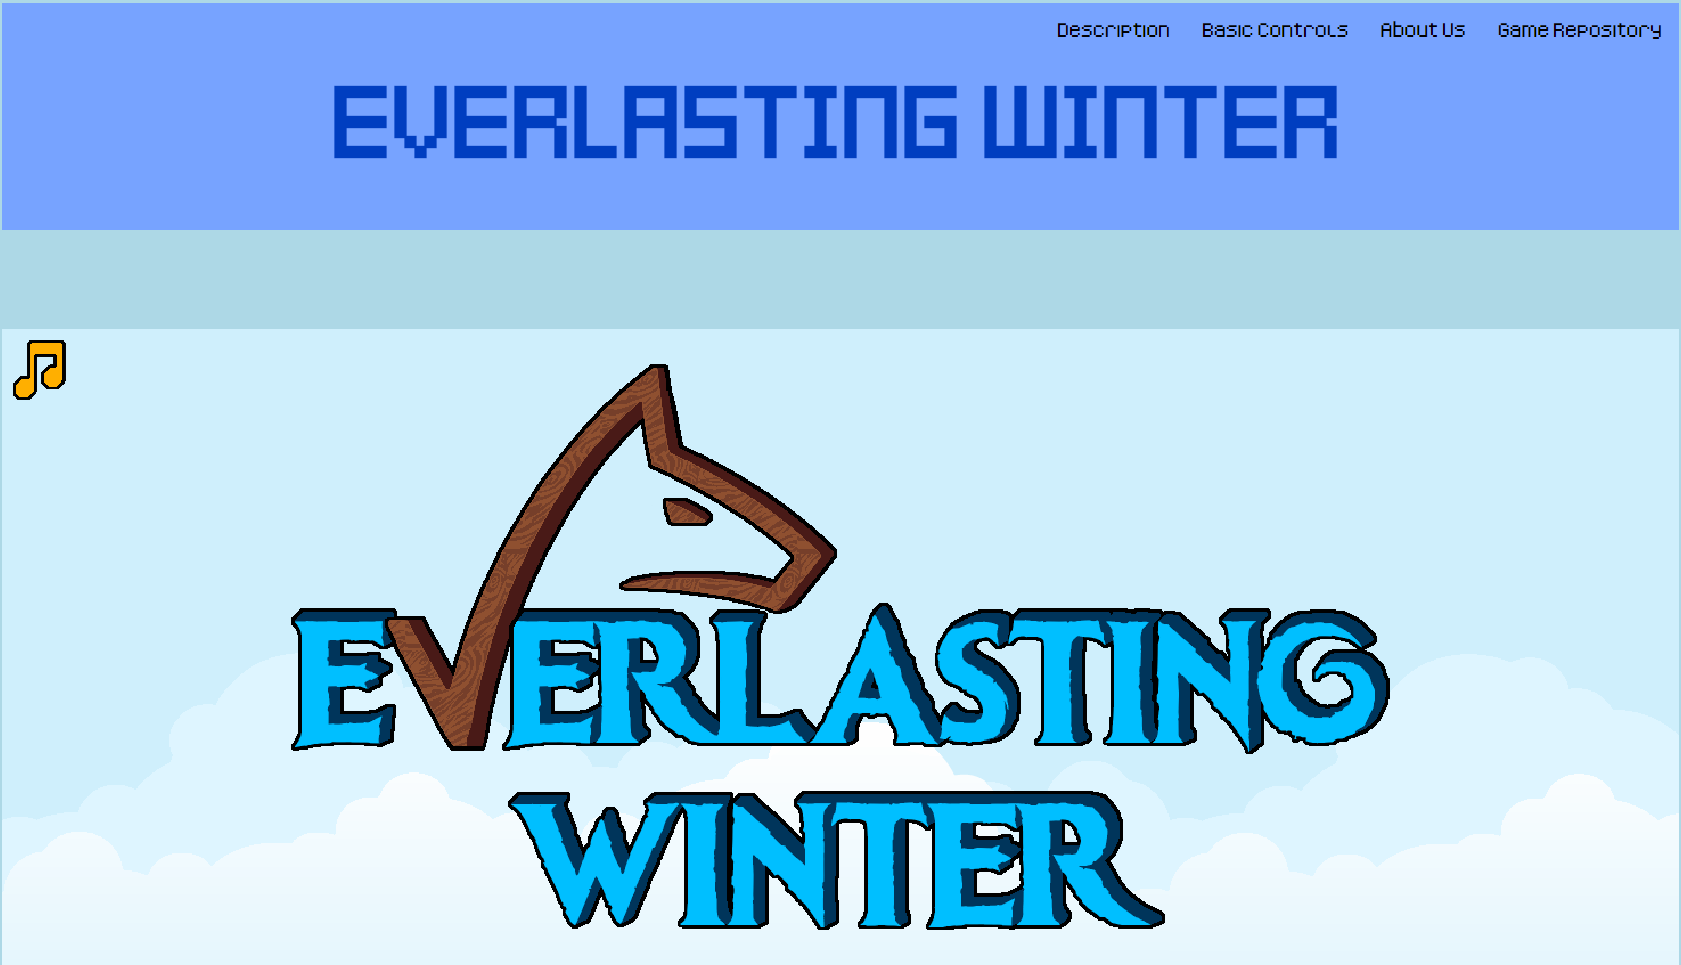 Description Basic Controls About Us Game Repository
EVERLASTING WINTER
EVERLASTING
WINTER